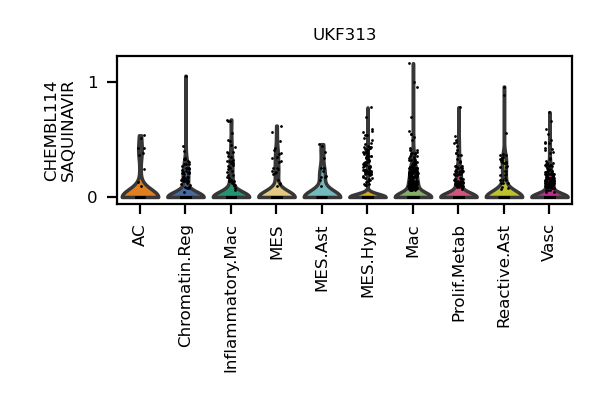 UKF313
CHEMBL114
SAQUINAVIR
1
0
AC
Chromatin.Reg
Inflammatory.Mac
MES
MES.Ast
MES.Hyp
Mac
Prolif.Metab
Reactive.Ast
Vasc